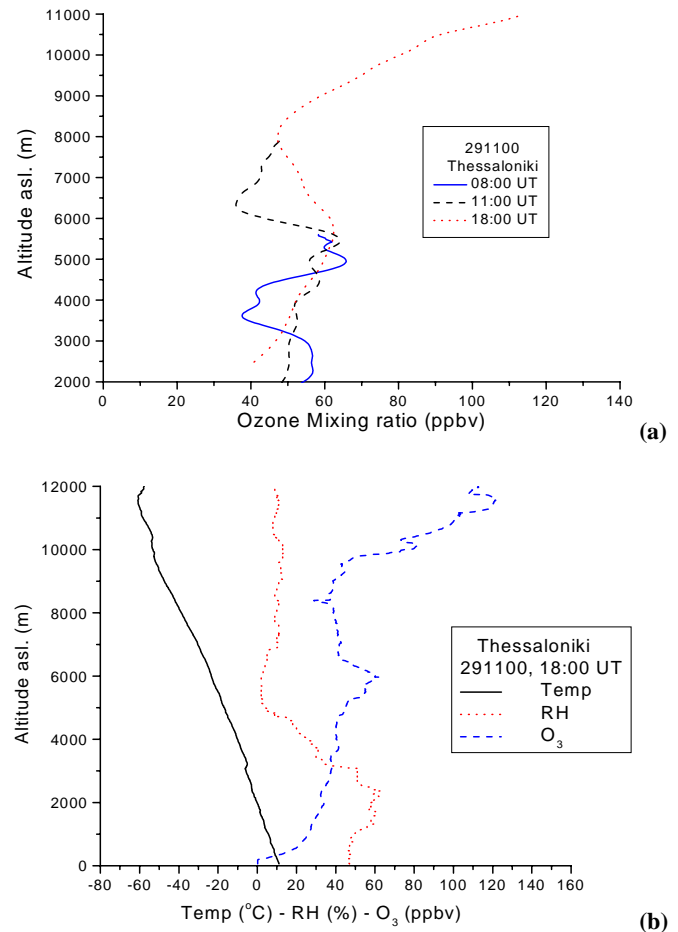 11000
10000
9000
8000
7000
6000
5000
4000
3000
2000
Altitude asl. (m)
291100
Thessaloniki
08:00 UT
11:00 UT
18:00 UT
0 20 40 60 80 100 120 140
Ozone Mixing ratio (ppbv)
(a)
12000
10000
8000
6000
4000
2000
0
Altitude asl. (m)
Thessaloniki
291100, 18:00 UT
Temp
RH
O₃
-80 -60 -40 -20 0 20 40 60 80 100 120 140 160
Temp (°C) - RH (%) - O₃ (ppbv)
(b)